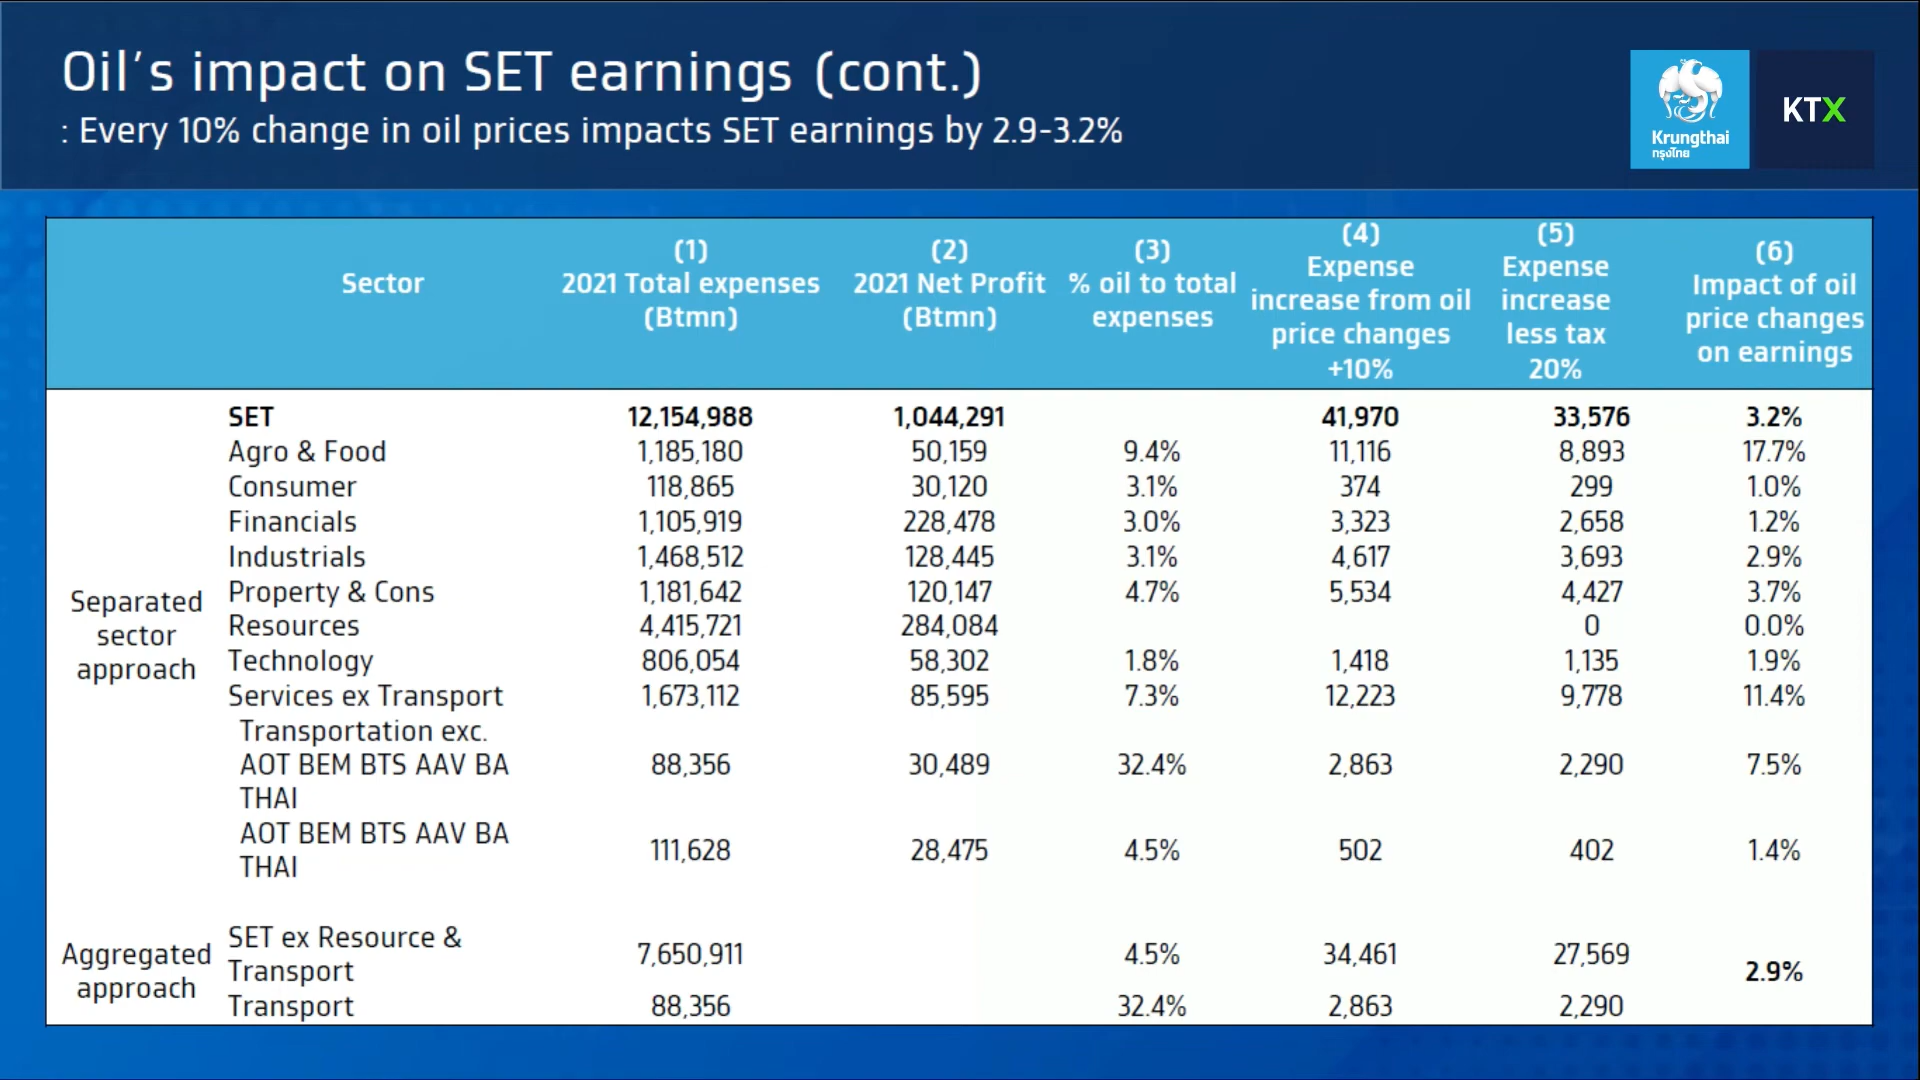 Oil´s impact on SET earnings (cont.)
: Every 10% change in oil prices impacts SET earnings by 2.9-3.2%
Krungthai
กรุงไทย
KTX
Sector
(1)
2021 Total expenses
(Btmn)
(2)
2021 Net Profit
(Btmn)
(3)
% oil to total
expenses
(4)
Expense
increase from oil
price changes
+10%
(5)
Expense
increase
less tax
20%
(6)
Impact of oil
price changes
on earnings
Separated
sector
approach
SET 12,154,988 1,044,291 41,970 33,576 3.2%
Agro & Food 1,185,180 50,159 9.4% 11,116 8,893 17.7%
Consumer 118,865 30,120 3.1% 374 299 1.0%
Financials 1,105,919 228,478 3.0% 3,323 2,658 1.2%
Industrials 1,468,512 128,445 3.1% 4,617 3,693 2.9%
Property & Cons 1,181,642 120,147 4.7% 5,534 4,427 3.7%
Resources 4,415,721 284,084 0 0.0%
Technology 806,054 58,302 1.8% 1,418 1,135 1.9%
Services ex Transport 1,673,112 85,595 7.3% 12,223 9,778 11.4%
Transportation exc.
AOT BEM BTS AAV BA 88,356 30,489 32.4% 2,863 2,290 7.5%
THAI
AOT BEM BTS AAV BA
THAI
111,628 28,475 4.5% 502 402 1.4%
Aggregated
approach
SET ex Resource &
Transport
7,650,911 4.5% 34,461 27,569
2.9%
Transport 88,356 32.4% 2,863 2,290